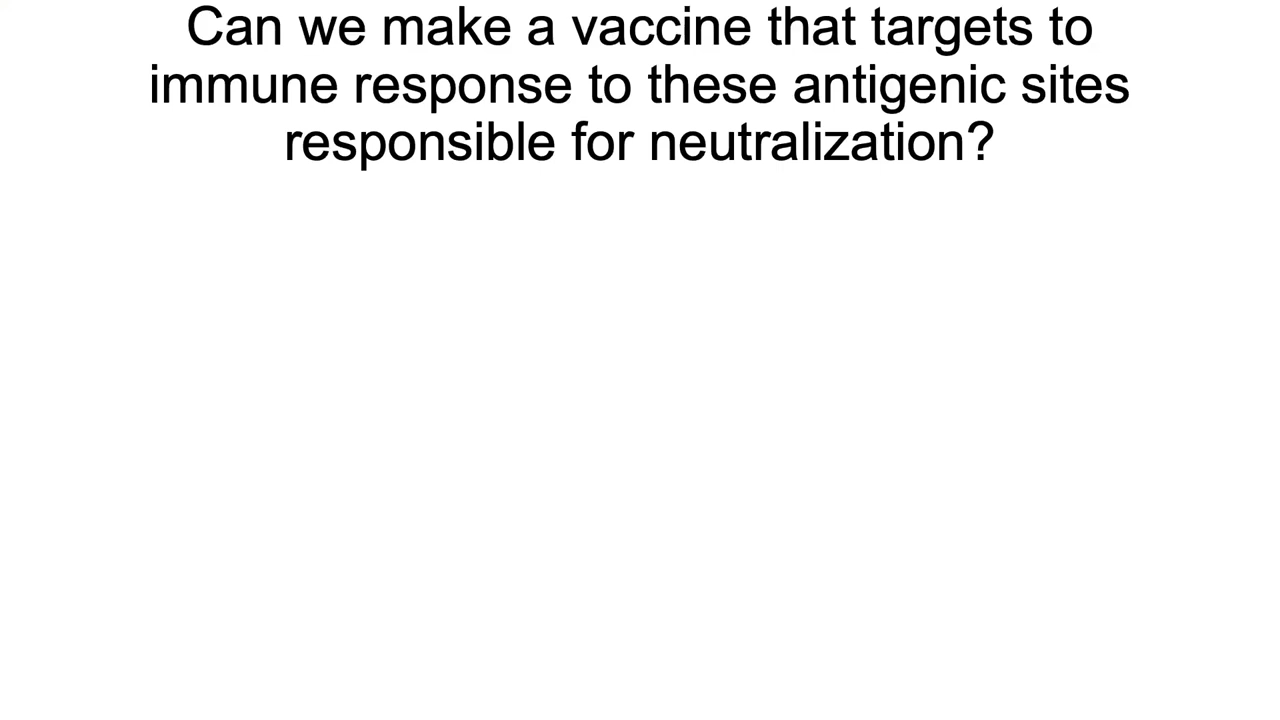 Can we make a vaccine that targets to
immune response to these antigenic sites
responsible for neutralization?